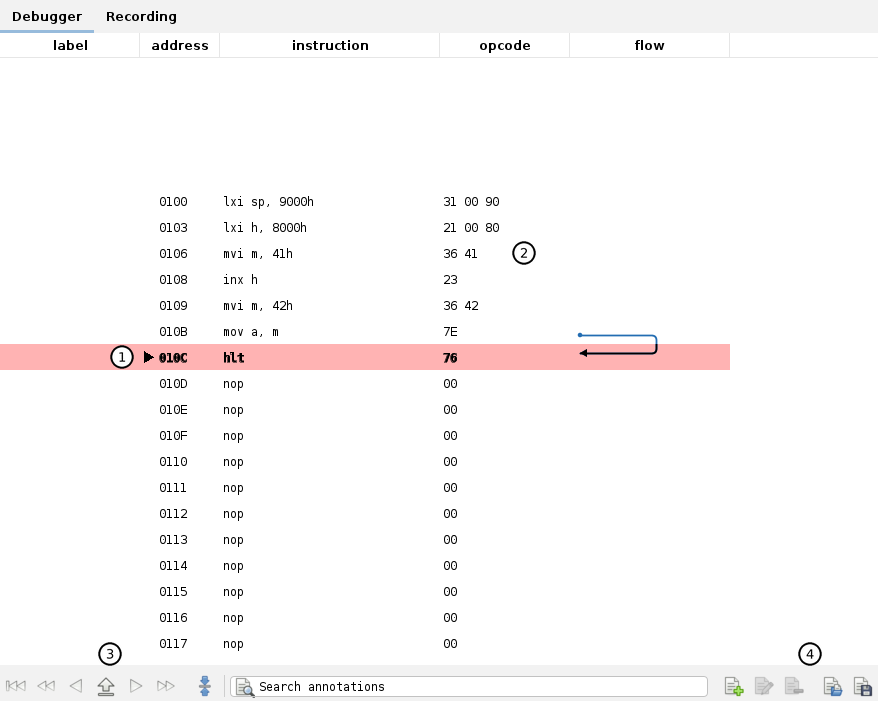 Debugger Recording
label address instruction opcode flow
0100 lxi sp, 9000h 31 00 90
0103 lxi h, 8000h 21 00 80
0106 mvi m, 41h 36 41 2
0108 inx h 23
0109 mvi m, 42h 36 42
010B mov a, m 7E
1 010C hlt 76
010D nop 00
010E nop 00
010F nop 00
0110 nop 00
0111 nop 00
0112 nop 00
0113 nop 00
0114 nop 00
0115 nop 00
0116 nop 00
0117 nop 00
3 4
Search annotations